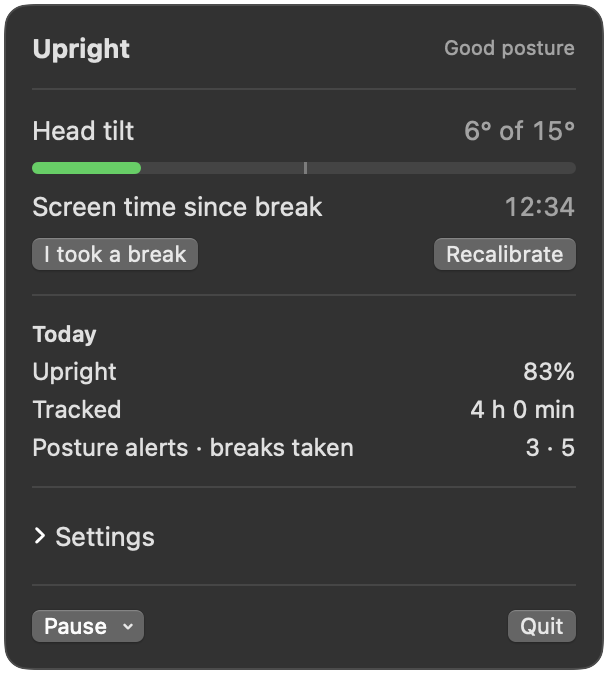 Upright Good posture
Head tilt 6° of 15°
Screen time since break 12:34
I took a break Recalibrate
Today
Upright 83%
Tracked 4 h 0 min
Posture alerts · breaks taken 3 · 5
Settings
Pause Quit